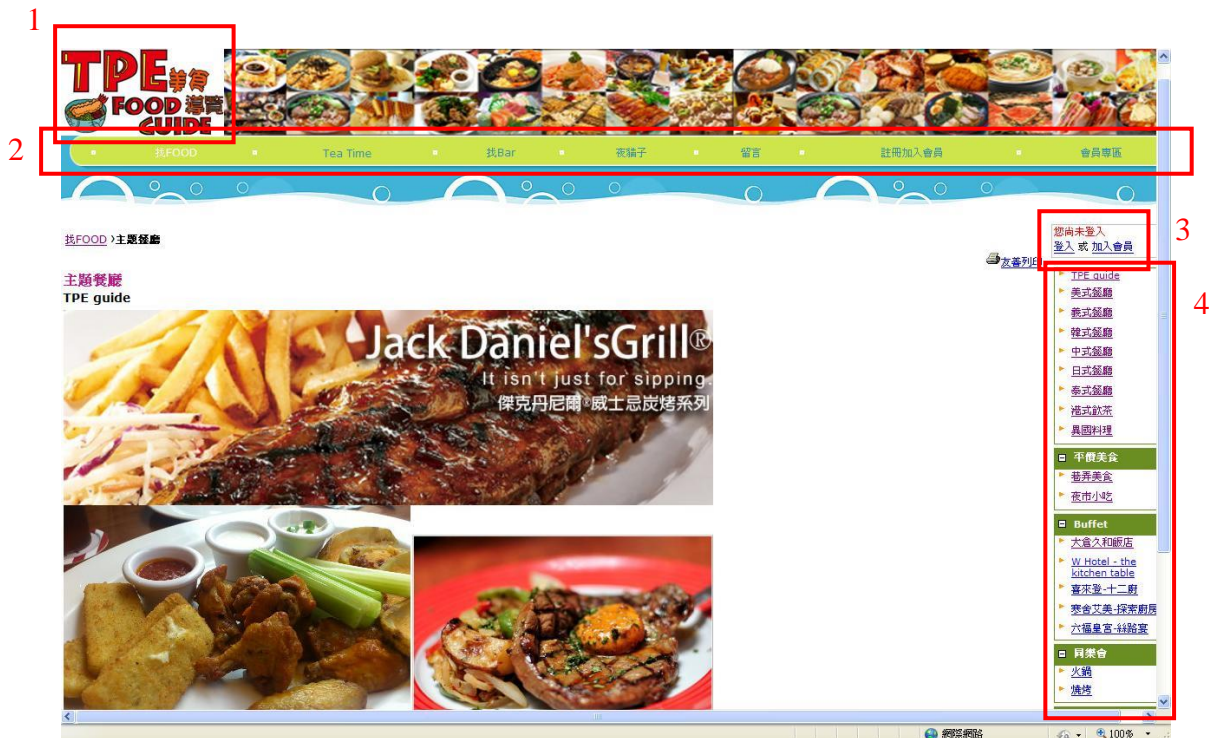 1
TPE美食
FOOD 導覽
GUIDE
2
找FOOD Tea Time 找Bar 夜貓子 留言 註冊加入會員 會員專區
3
您尚未登入
登入 或 加入會員
找FOOD 》主題餐廳
友善列印
4
主題餐廳
TPE guide
Jack Daniel'sGrill®
It isn't just for sipping.
傑克丹尼爾®威士忌炭烤系列
TPE guide
美式餐廳
義式餐廳
韓式餐廳
中式餐廳
日式餐廳
泰式餐廳
港式飲茶
異國料理
平價美食
巷弄美食
夜市小吃
Buffet
大倉久和飯店
W Hotel - the
kitchen table
喜來登-十二廚
寒舍艾美-探索廚房
六福皇宮-絲路宴
同樂會
火鍋
燒烤
網際網路 100%